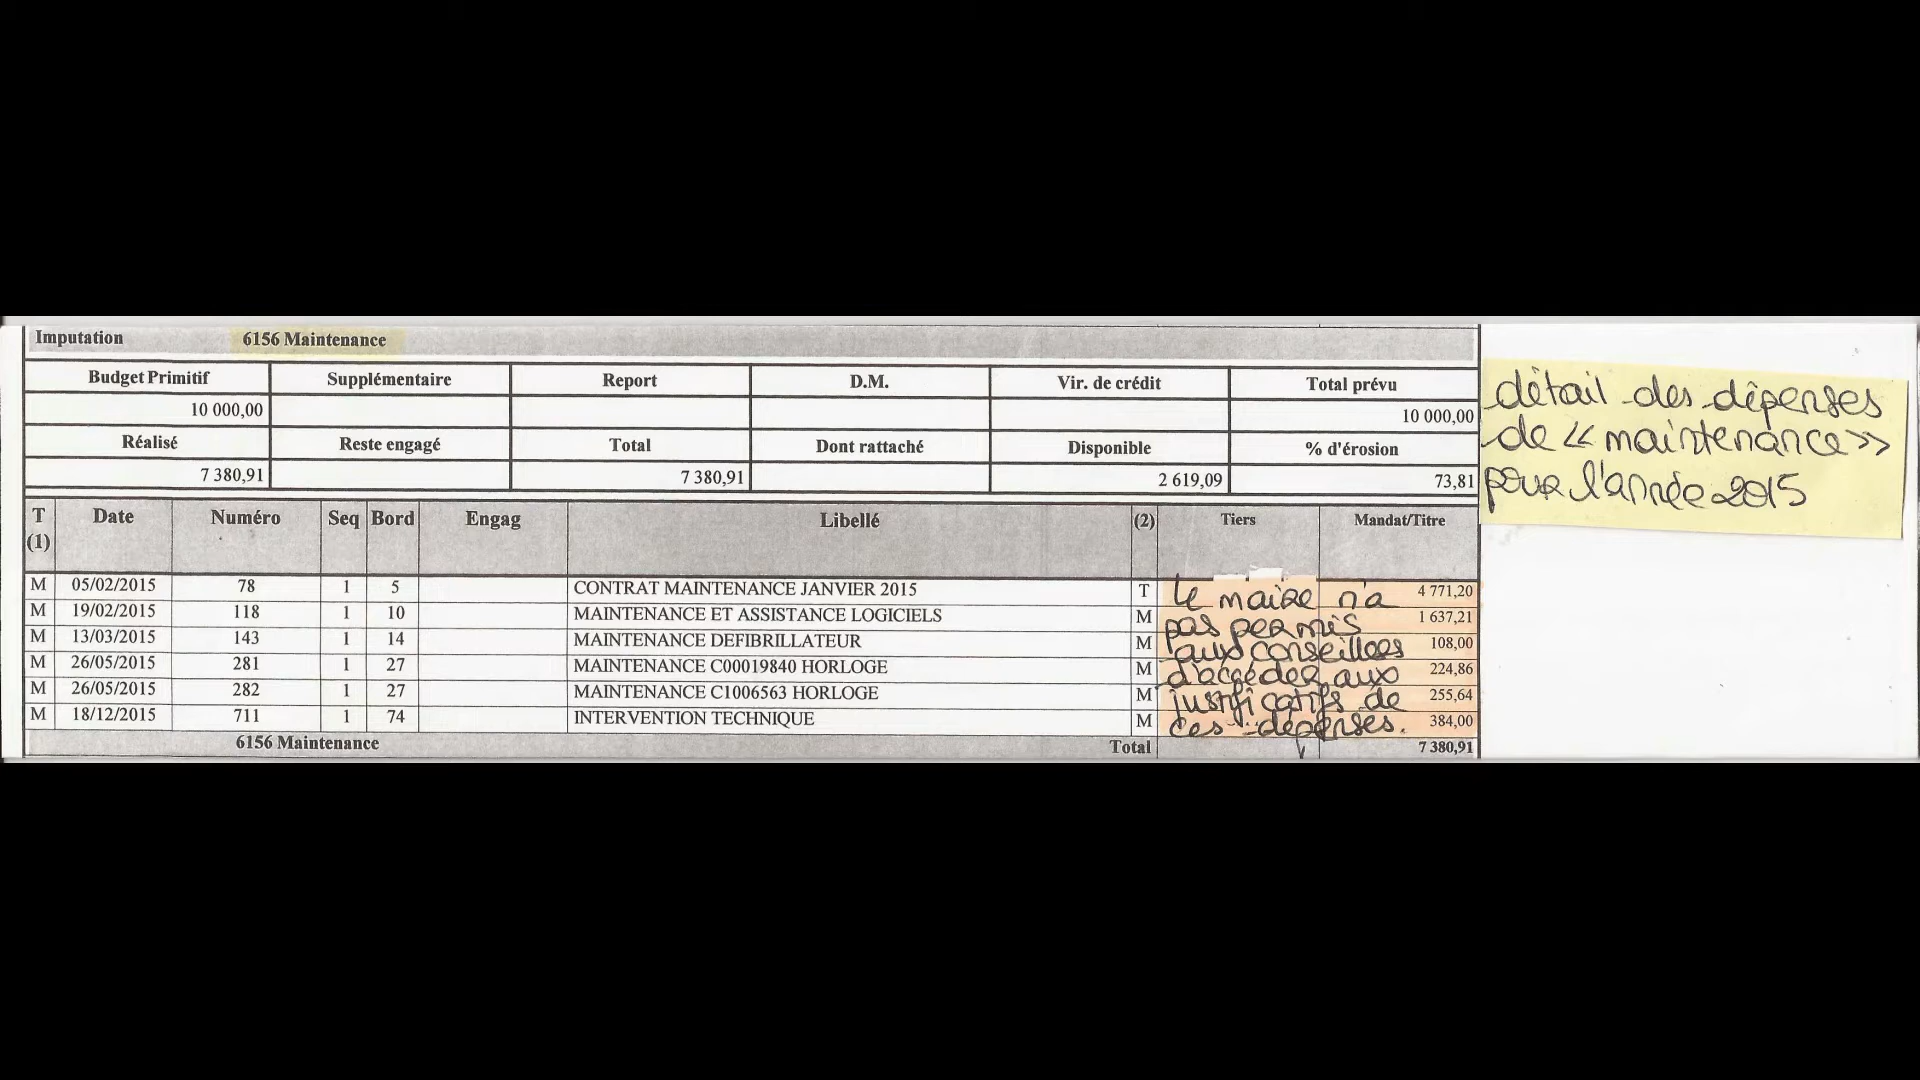 Imputation 6156 Maintenance
Budget Primitif Supplémentaire Report D.M. Vir. de crédit Total prévu
10 000,00 10 000,00
Réalisé Reste engagé Total Dont rattaché Disponible % d'érosion
7 380,91 7 380,91 2 619,09 73,81
détail des dépenses
de << maintenance >>
pour l'année 2015
T Date Numéro Seq Bord Engag Libellé (2) Tiers Mandat/Titre
(1)
M 05/02/2015 78 1 5 CONTRAT MAINTENANCE JANVIER 2015 T 4 771,20
M 19/02/2015 118 1 10 MAINTENANCE ET ASSISTANCE LOGICIELS M 1 637,21
M 13/03/2015 143 1 14 MAINTENANCE DEFIBRILLATEUR M 108,00
M 26/05/2015 281 1 27 MAINTENANCE C00019840 HORLOGE M 224,86
M 26/05/2015 282 1 27 MAINTENANCE C1006563 HORLOGE M 255,64
M 18/12/2015 711 1 74 INTERVENTION TECHNIQUE M 384,00
Le maire n'a
pas permis
aux conseillers
d'accéder aux
justificatifs de
ces dépenses.
6156 Maintenance Total 7 380,91